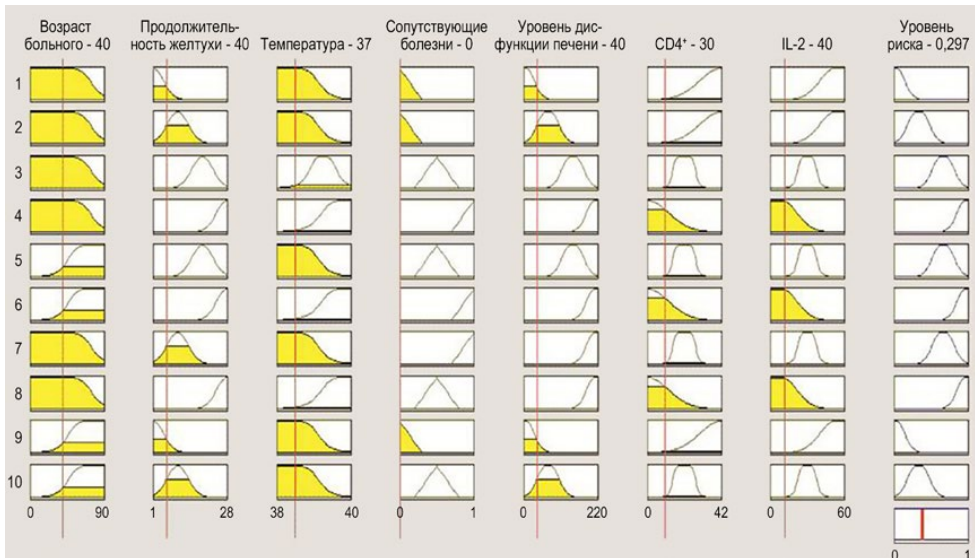 Возраст
больного - 40
Продолжитель-
ность желтухи - 40
Температура - 37
Сопутствующие
болезни - 0
Уровень дис-
функции печени - 40
CD4⁺ - 30
IL-2 - 40
Уровень
риска - 0,297
1
2
3
4
5
6
7
8
9
10
0 90
1 28
38 40
0 1
0 220
0 42
0 60
0 1